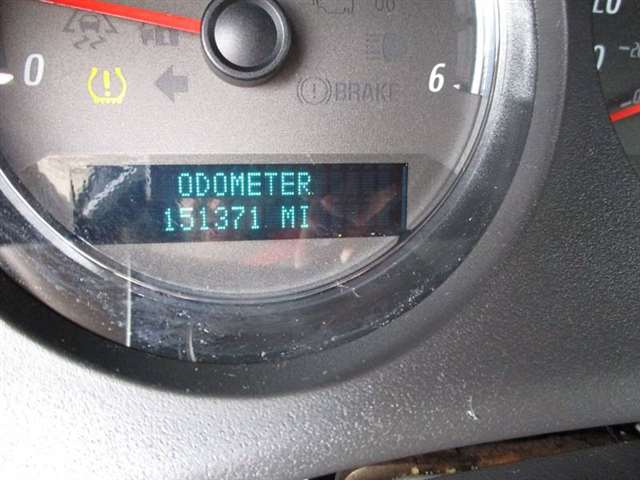 0
6
BRAKE
ODOMETER
151371 MI